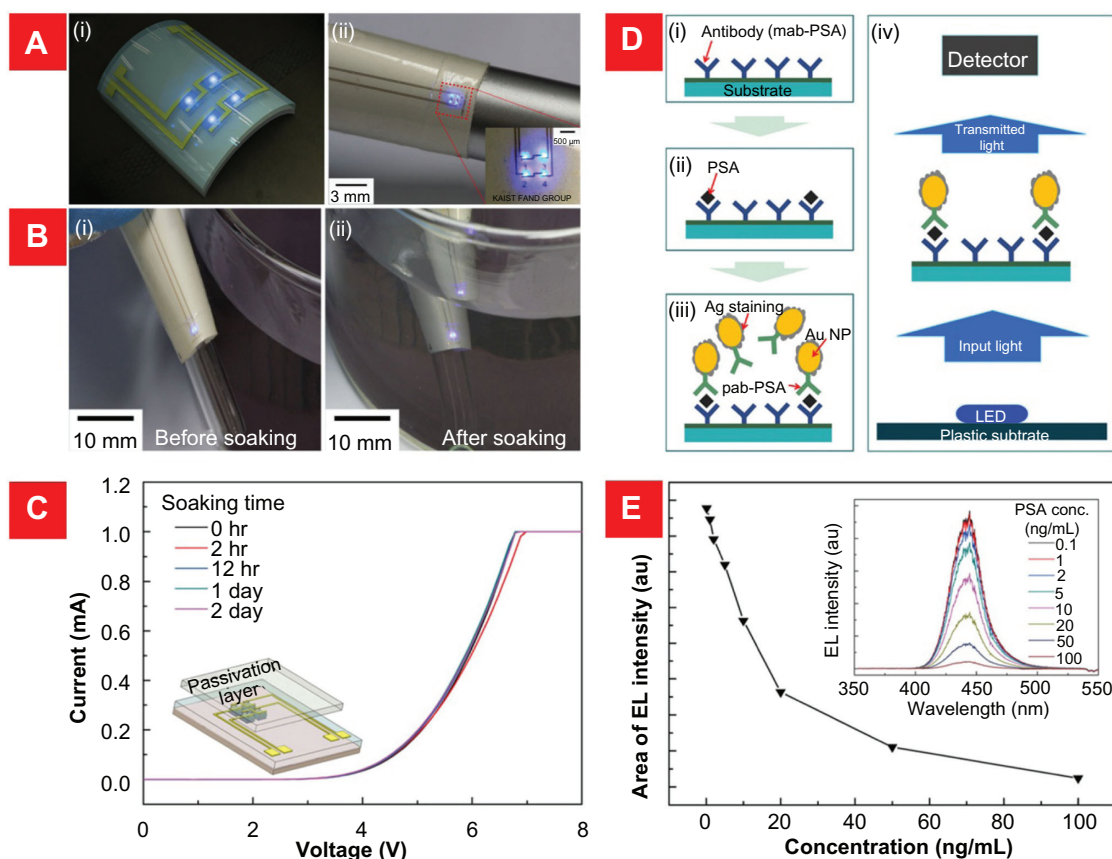 A
(i)
(ii)
3 mm
500 µm
1
3
2
4
KAIST FAND GROUP
B
(i)
(ii)
10 mm
Before soaking
10 mm
After soaking
C
Current (mA)
1.2
1.0
0.8
0.6
0.4
0.2
0.0
Soaking time
0 hr
2 hr
12 hr
1 day
2 day
Passivation
layer
0
2
4
6
8
Voltage (V)
D
(i)
Antibody (mab-PSA)
Substrate
(ii)
PSA
(iii)
Ag staining
Au NP
pab-PSA
(iv)
Detector
Transmitted
light
Input light
LED
Plastic subtrate
E
Area of EL intensity (au)
0
20
40
60
80
100
Concentration (ng/mL)
EL intensity (au)
PSA conc.
(ng/mL)
0.1
1
2
5
10
20
50
100
350
400
450
500
550
Wavelength (nm)